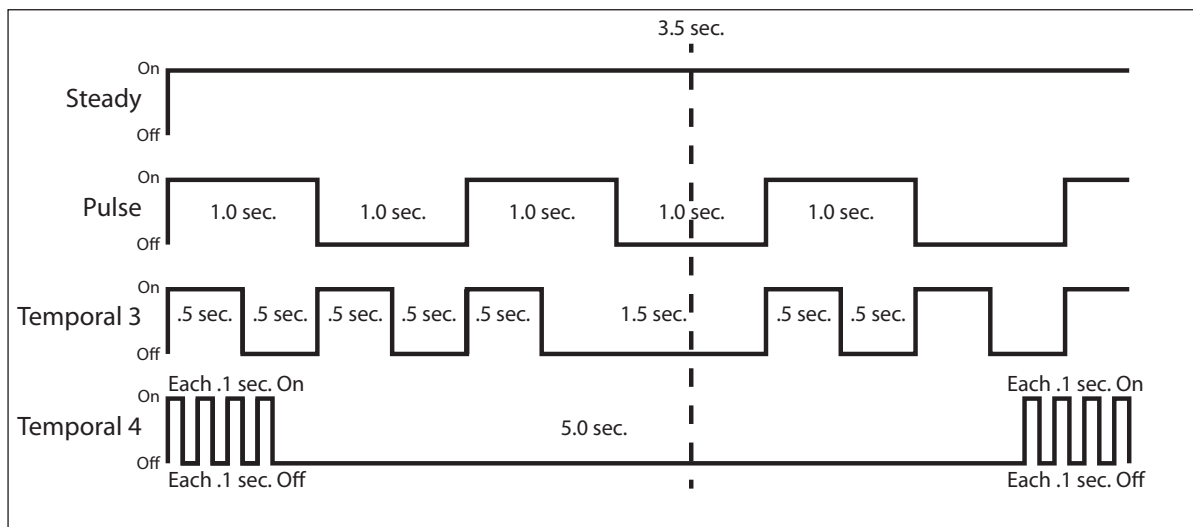 3.5 sec.
On
Steady
Off
On
Pulse
1.0 sec. 1.0 sec. 1.0 sec. 1.0 sec. 1.0 sec.
Off
On
Temporal 3
.5 sec. .5 sec. .5 sec. .5 sec. .5 sec. 1.5 sec. .5 sec. .5 sec.
Off
Each .1 sec. On Each .1 sec. On
On
Temporal 4
5.0 sec.
Off
Each .1 sec. Off Each .1 sec. Off